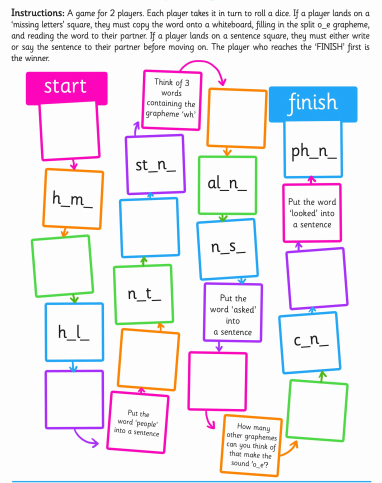 Instructions: A game for 2 players. Each player takes it in turn to roll a dice. If a player lands on a
'missing letters' square, they must copy the word onto a whiteboard, filling in the split o_e grapheme,
and reading the word to their partner. If a player lands on a sentence square, they must either write
or say the sentence to their partner before moving on. The player who reaches the 'FINISH' first is
the winner.
start
h_m_
h_l_
Put the
word 'people'
into a sentence
n_t_
st_n_
Think of 3
words
containing the
grapheme 'wh'
al_n_
n_s_
Put the
word 'asked'
into
a sentence
How many
other graphemes
can you think of
that make the
sound 'o_e'?
c_n_
Put the word
'looked' into
a sentence
ph_n_
finish